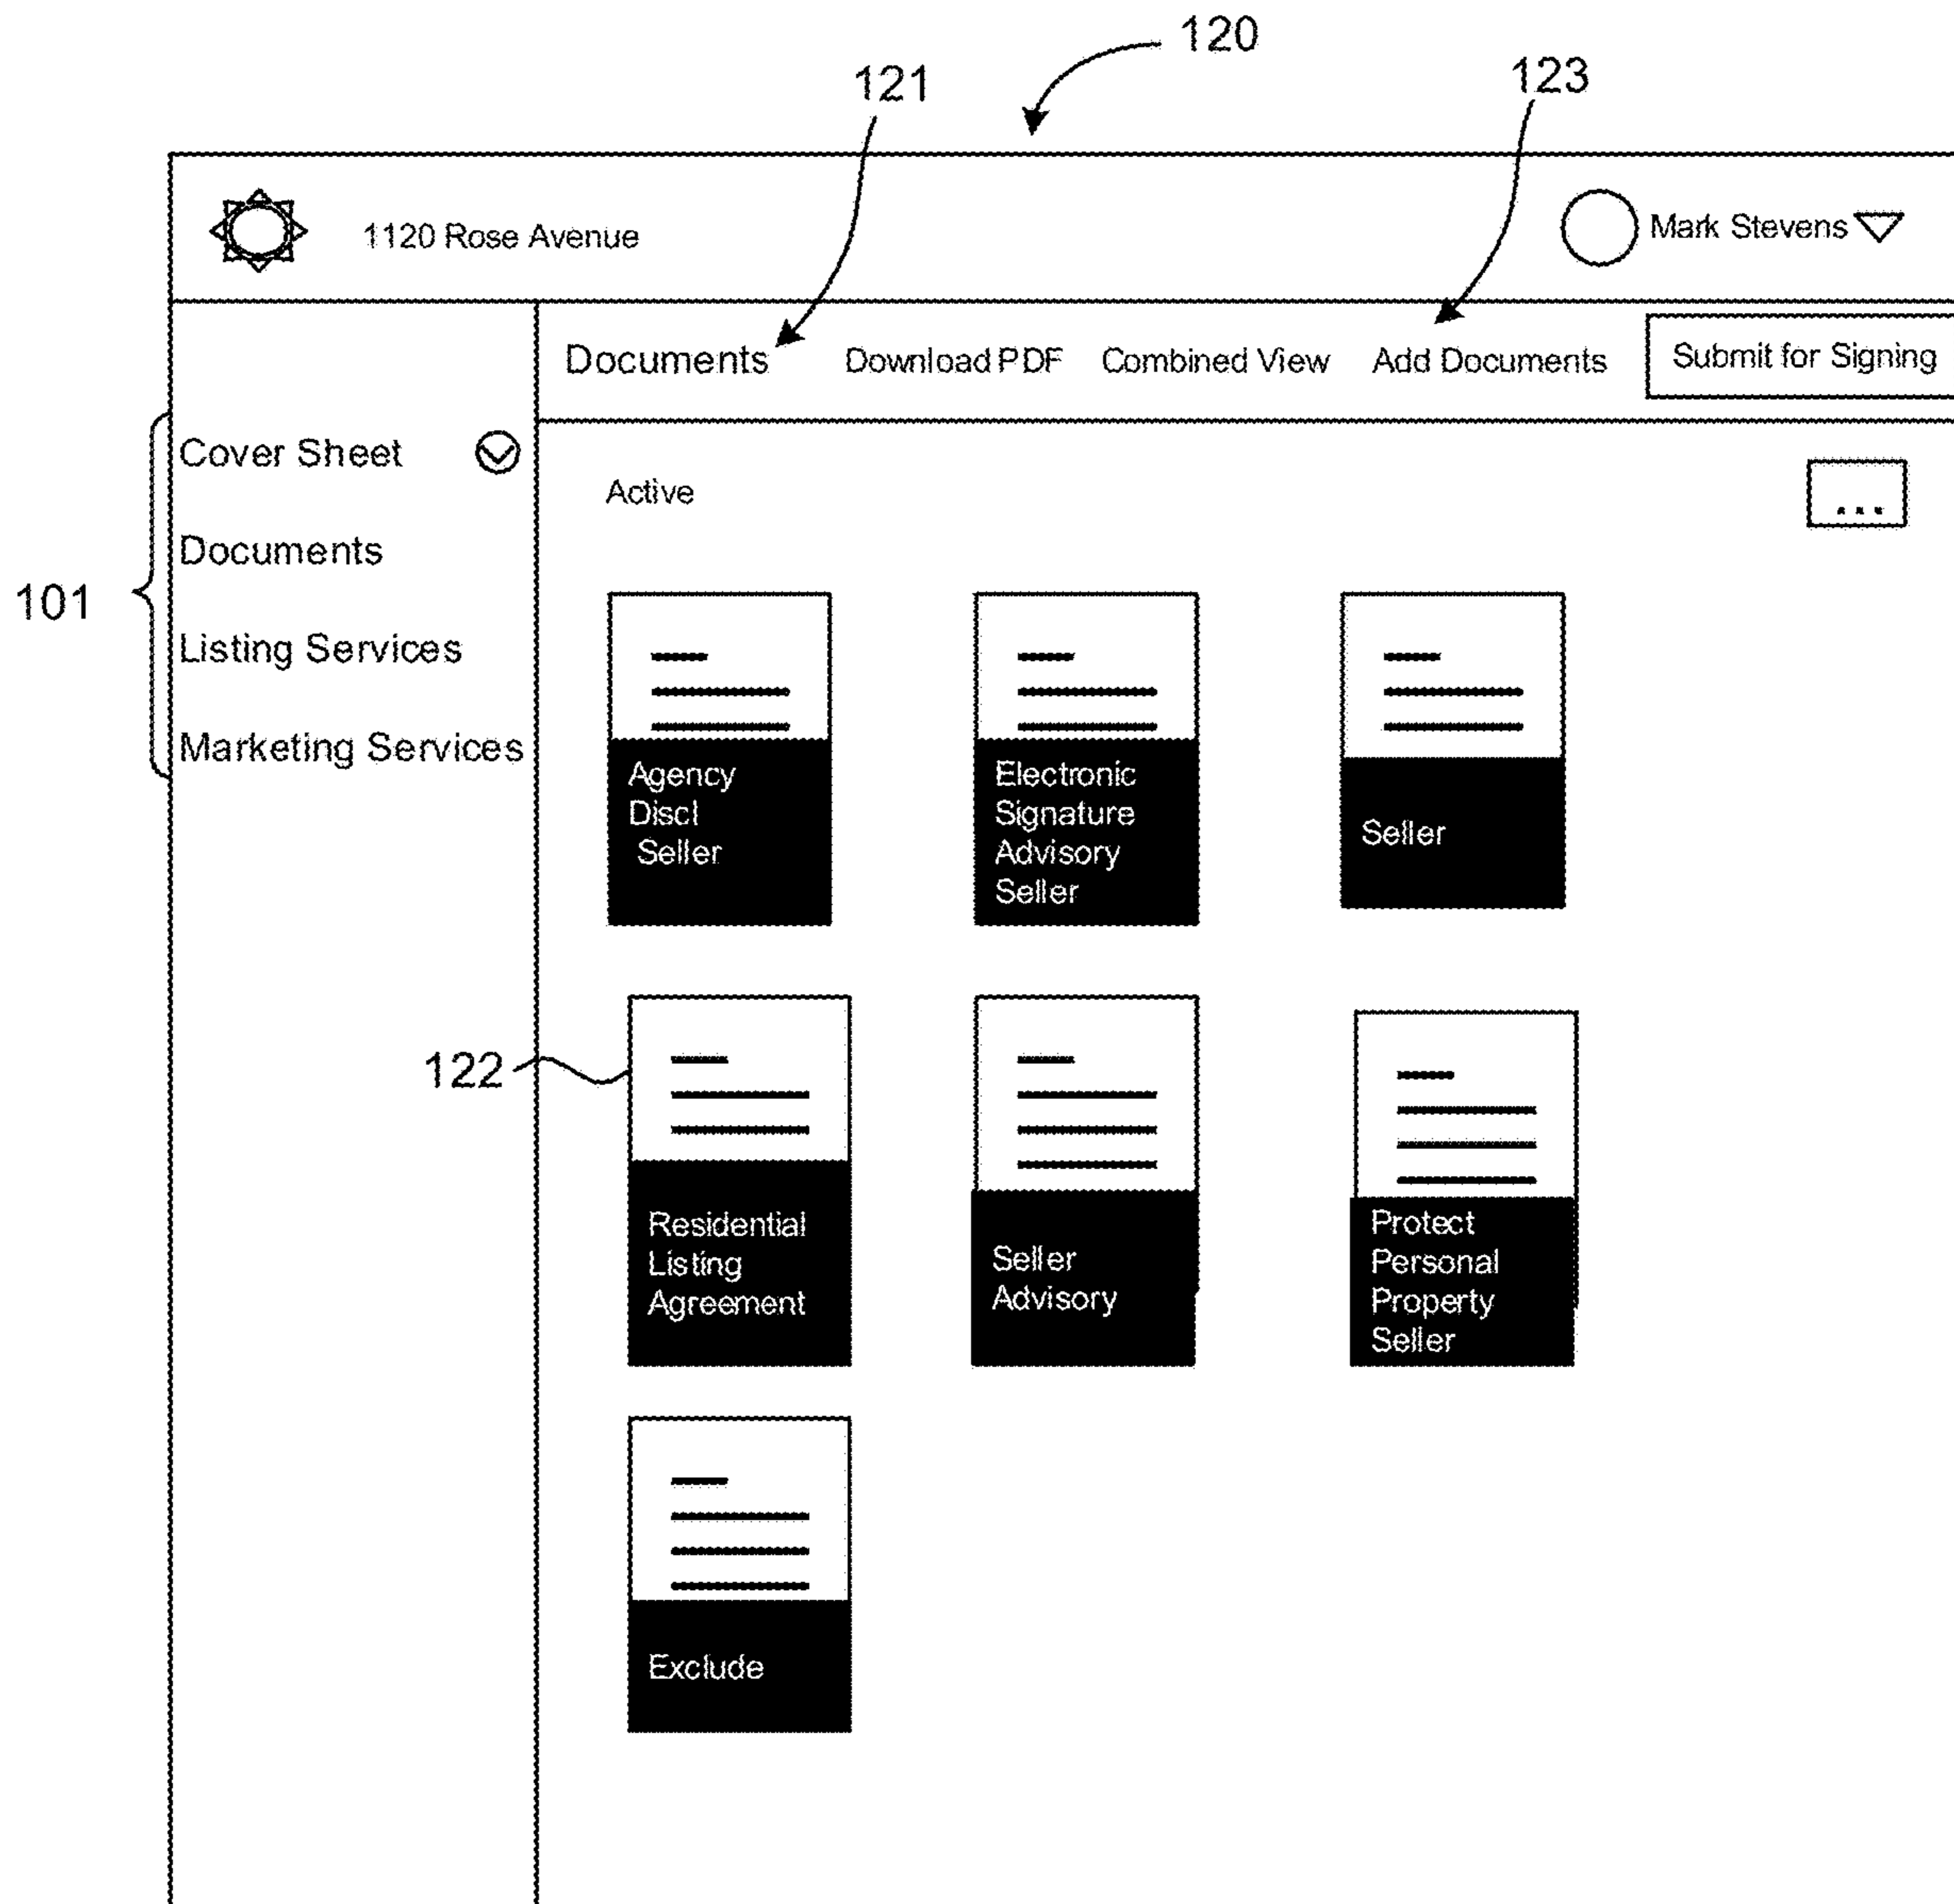 120
121
123
1120 Rose Avenue
Mark Stevens
Documents
Download PDF
Combined View
Add Documents
Submit for Signing
101
Cover Sheet
Documents
Listing Services
Marketing Services
Active
...
Agency
Discl
Seller
Electronic
Signature
Advisory
Seller
Seller
122
Residential
Listing
Agreement
Seller
Advisory
Protect
Personal
Property
Seller
Exclude